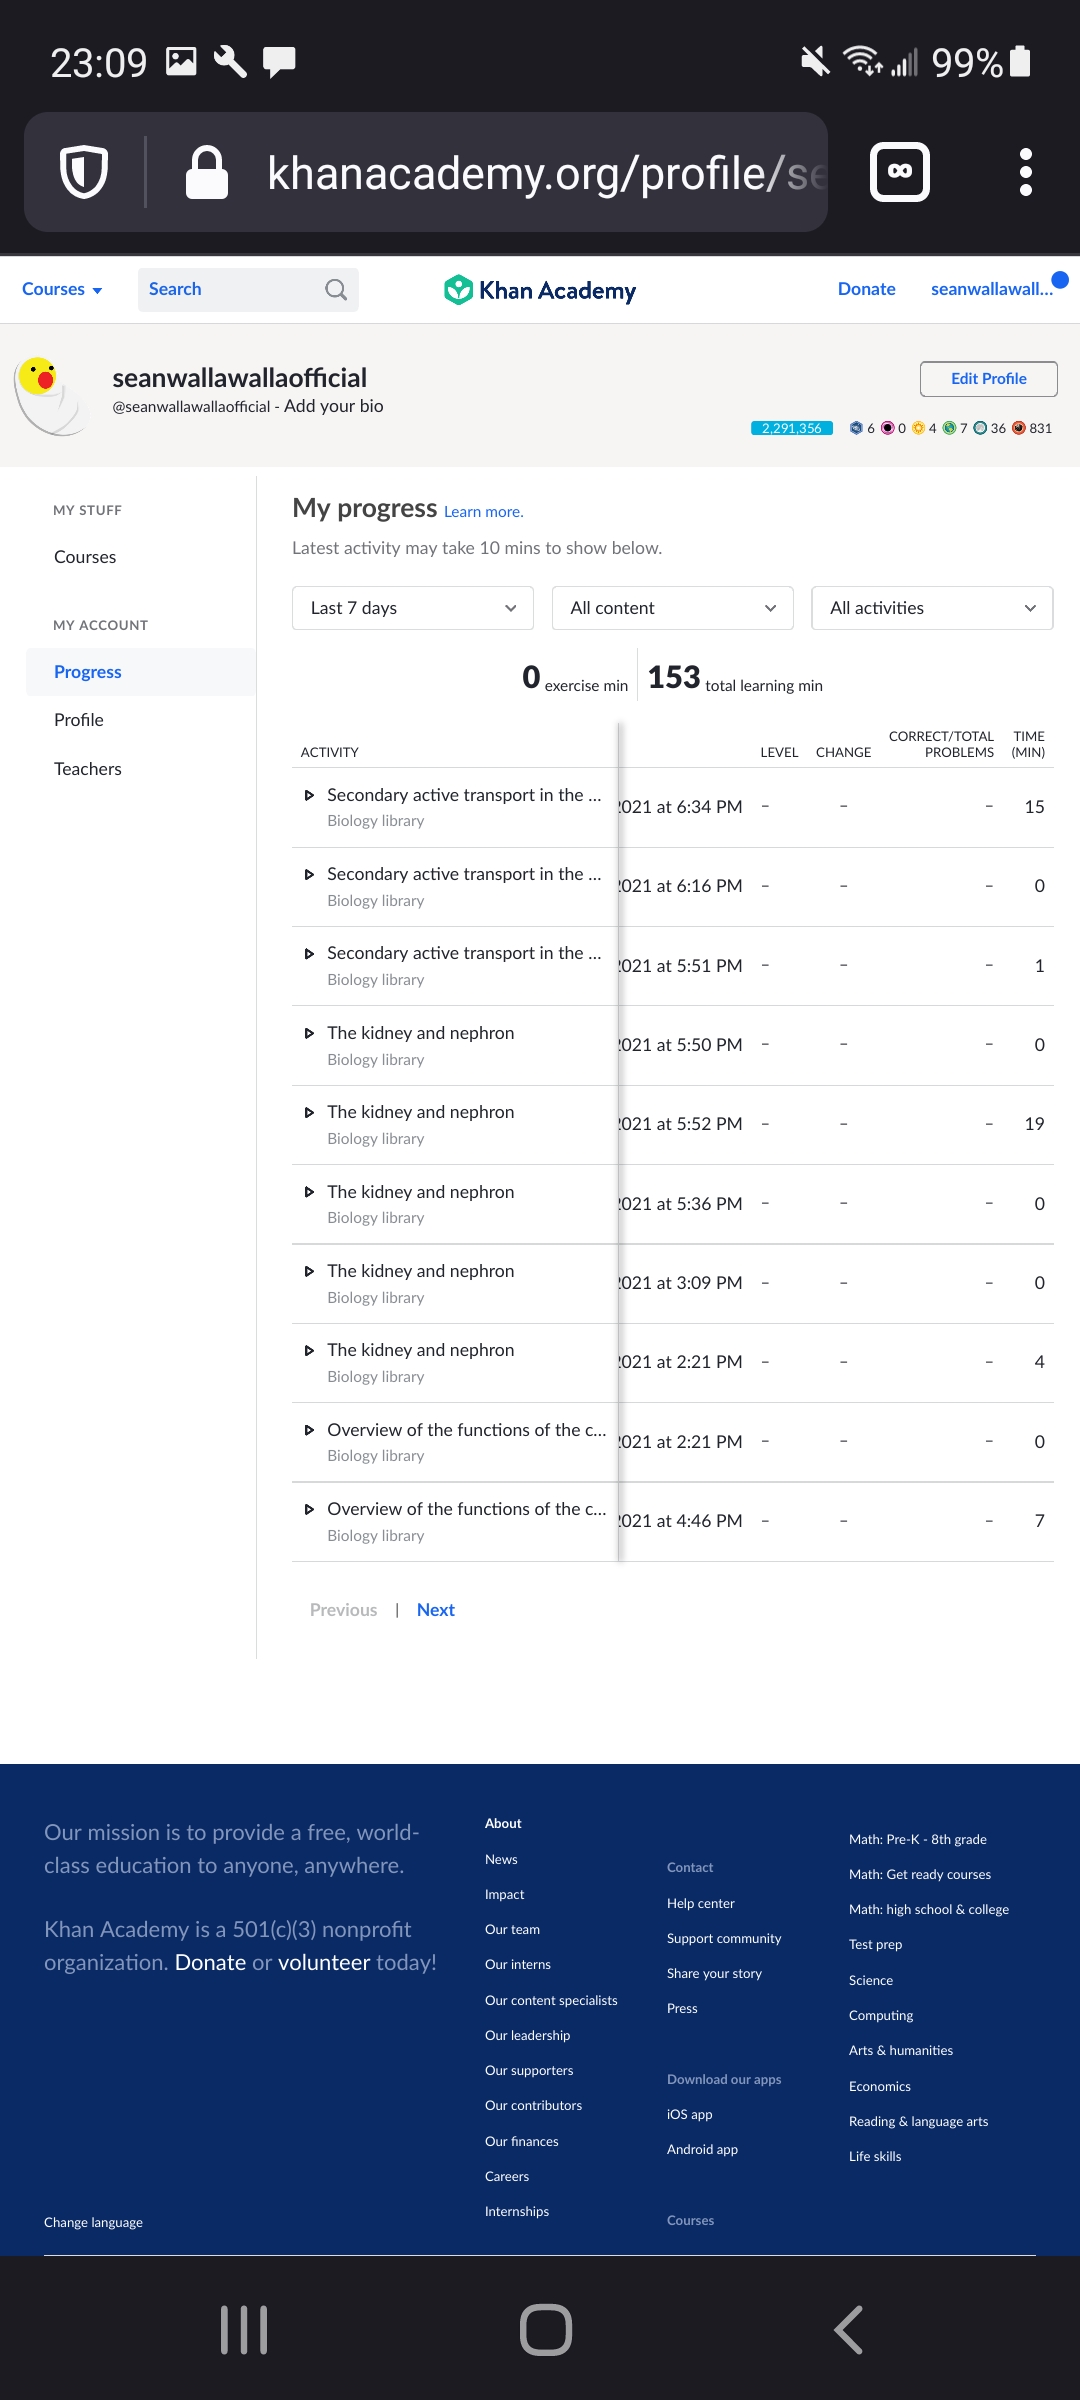 23:09
99%
khanacademy.org/profile/se
Courses
Search
Khan Academy
Donate
seanwallawall...
seanwallawallaofficial
@seanwallawallaofficial - Add your bio
Edit Profile
2,291,356 6 0 4 7 36 831
MY STUFF
Courses
MY ACCOUNT
Progress
Profile
Teachers
My progress Learn more.
Latest activity may take 10 mins to show below.
Last 7 days
All content
All activities
0 exercise min
153 total learning min
ACTIVITY LEVEL CHANGE CORRECT/TOTAL PROBLEMS TIME (MIN)
Secondary active transport in the ...
Biology library
2021 at 6:34 PM – – – 15
Secondary active transport in the ...
Biology library
2021 at 6:16 PM – – – 0
Secondary active transport in the ...
Biology library
2021 at 5:51 PM – – – 1
The kidney and nephron
Biology library
2021 at 5:50 PM – – – 0
The kidney and nephron
Biology library
2021 at 5:52 PM – – – 19
The kidney and nephron
Biology library
2021 at 5:36 PM – – – 0
The kidney and nephron
Biology library
2021 at 3:09 PM – – – 0
The kidney and nephron
Biology library
2021 at 2:21 PM – – – 4
Overview of the functions of the c...
Biology library
2021 at 2:21 PM – – – 0
Overview of the functions of the c...
Biology library
2021 at 4:46 PM – – – 7
Previous | Next
Our mission is to provide a free, world-
class education to anyone, anywhere.
Khan Academy is a 501(c)(3) nonprofit
organization. Donate or volunteer today!
Change language
About
News
Impact
Our team
Our interns
Our content specialists
Our leadership
Our supporters
Our contributors
Our finances
Careers
Internships
Contact
Help center
Support community
Share your story
Press
Download our apps
iOS app
Android app
Courses
Math: Pre-K - 8th grade
Math: Get ready courses
Math: high school & college
Test prep
Science
Computing
Arts & humanities
Economics
Reading & language arts
Life skills